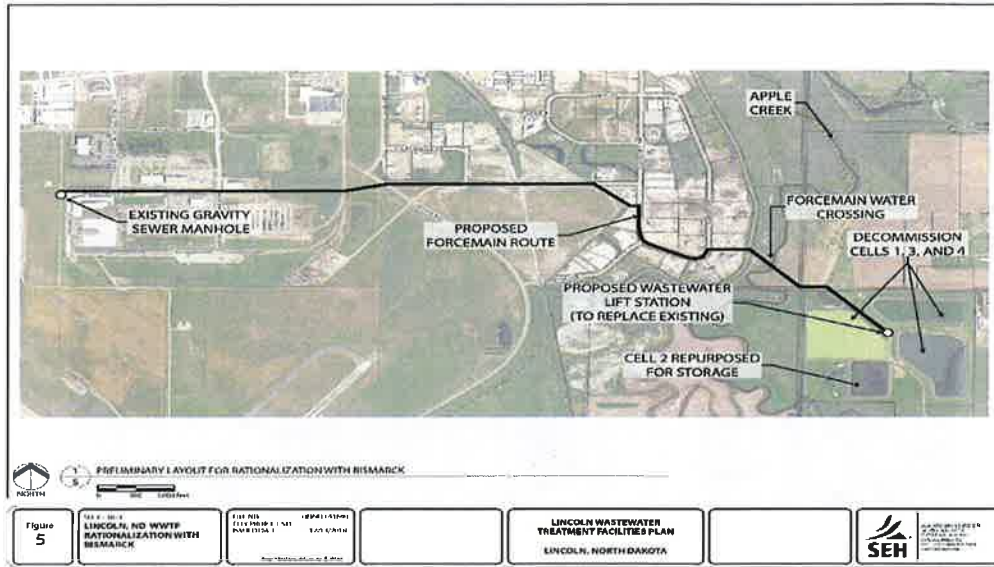 APPLE
CREEK
EXISTING GRAVITY
SEWER MANHOLE
PROPOSED
FORCEMAIN ROUTE
FORCEMAIN WATER
CROSSING
DECOMMISSION
CELLS 1, 3, AND 4
PROPOSED WASTEWATER
LIFT STATION
(TO REPLACE EXISTING)
CELL 2 REPURPOSED
FOR STORAGE
NORTH
1
5
PRELIMINARY LAYOUT FOR RATIONALIZATION WITH BISMARCK
Figure
5
LINCOLN, ND WWTF
RATIONALIZATION WITH
BISMARCK
LINCOLN WASTEWATER
TREATMENT FACILITIES PLAN
LINCOLN, NORTH DAKOTA
SEH